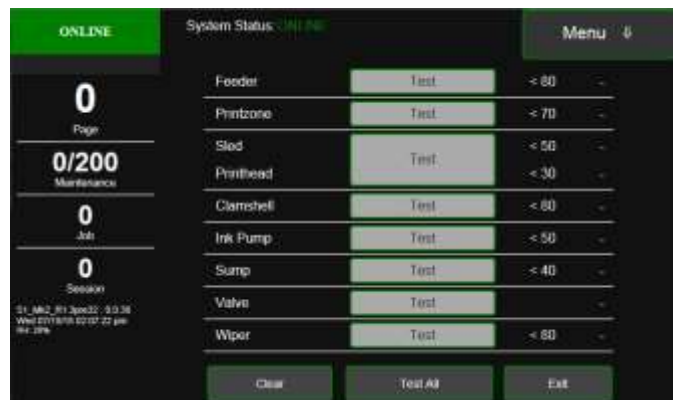 ONLINE
System Status: ONLINE
Menu ⇩
0
Page
0/200
Maintenance
0
Job
0
Session
Feeder Test < 80 -
Printzone Test < 70 -
Sled Test < 50 -
Printhead < 30 -
Clamshell Test < 80 -
Ink Pump Test < 50 -
Sump Test < 40 -
Valve Test -
Wiper Test < 80 -
Clear Test All Exit